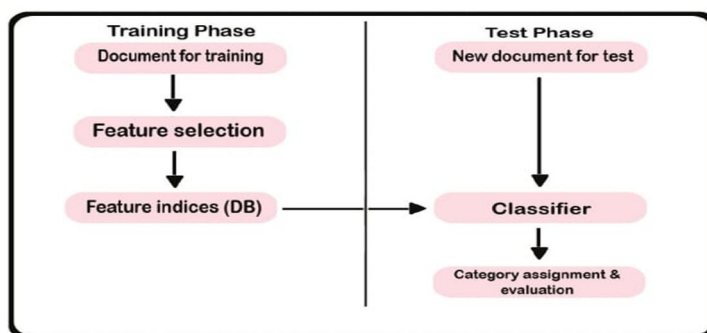 Training Phase
Document for training
Feature selection
Feature indices (DB)
Test Phase
New document for test
Classifier
Category assignment &
evaluation